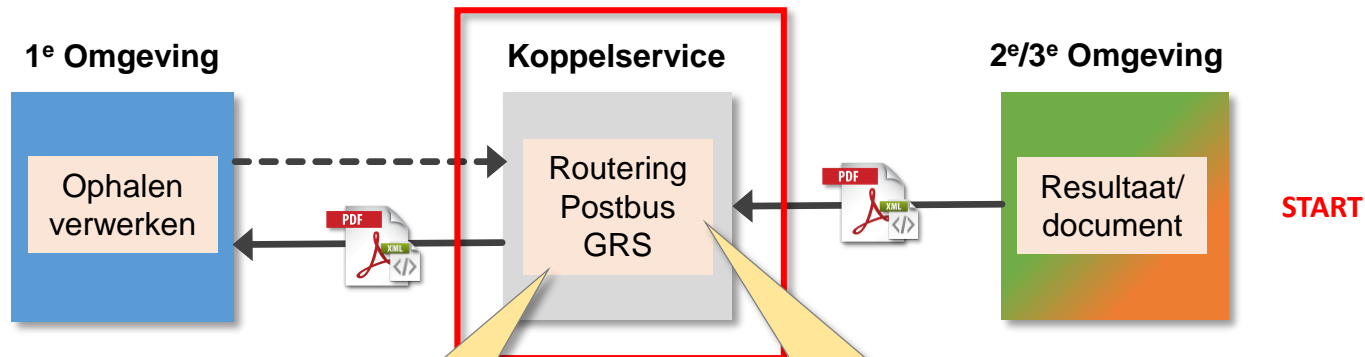 1e Omgeving
Koppelservice
2e/3e Omgeving
Ophalen
verwerken
PDF
XML
</>
Routering
Postbus
GRS
PDF
XML
</>
Resultaat/
document
START